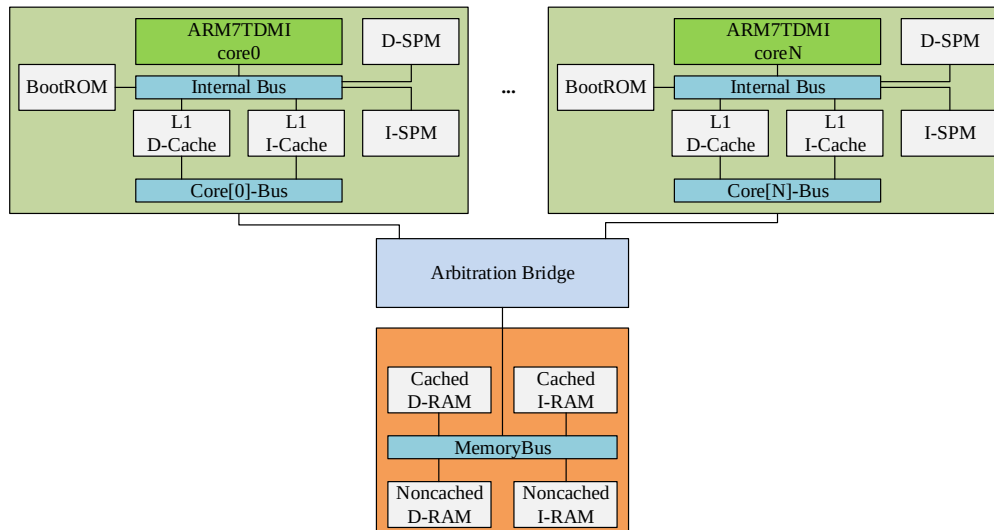 ARM7TDMI
core0
D-SPM
BootROM
Internal Bus
L1
D-Cache
L1
I-Cache
I-SPM
Core[0]-Bus
...
ARM7TDMI
coreN
D-SPM
BootROM
Internal Bus
L1
D-Cache
L1
I-Cache
I-SPM
Core[N]-Bus
Arbitration Bridge
Cached
D-RAM
Cached
I-RAM
MemoryBus
Noncached
D-RAM
Noncached
I-RAM